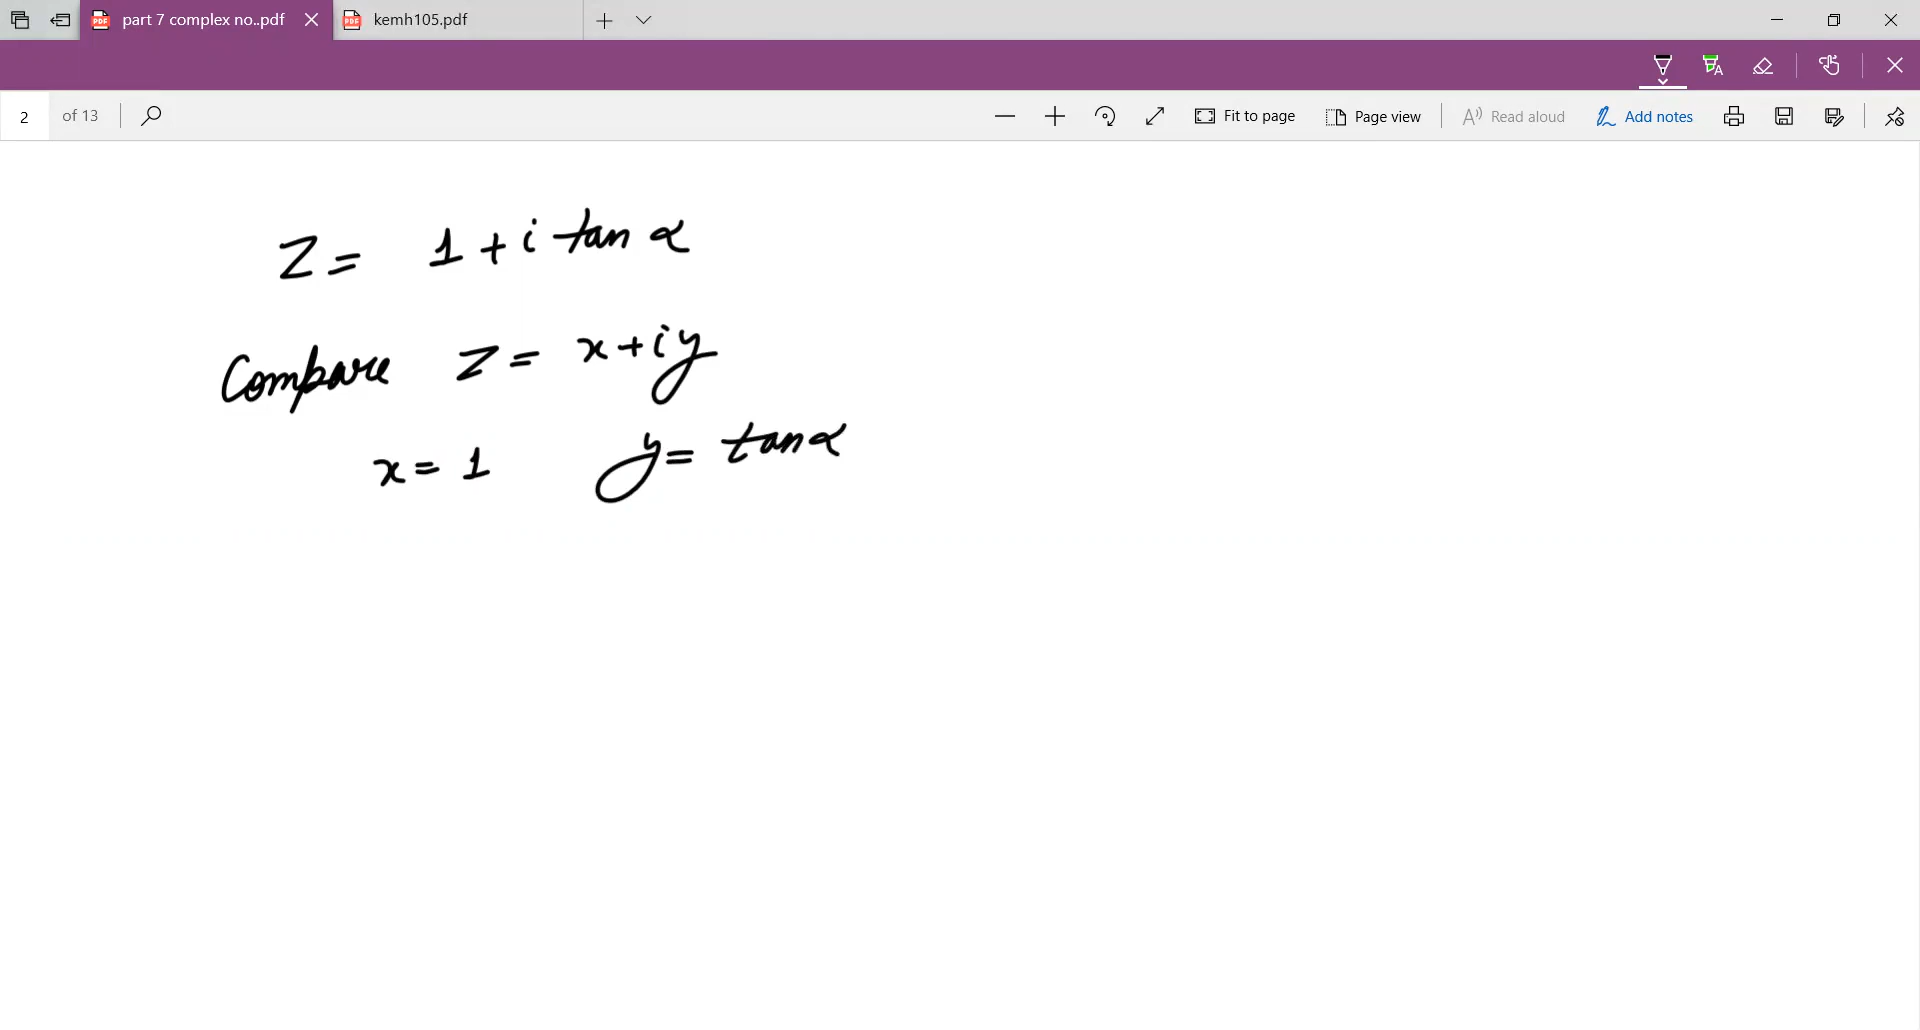 part 7 complex no..pdf kemh105.pdf
2 of 13 Fit to page Page view A Read aloud Add notes
Z = 1 + i tan α
Compare Z = x + iy
x = 1 y = tan α